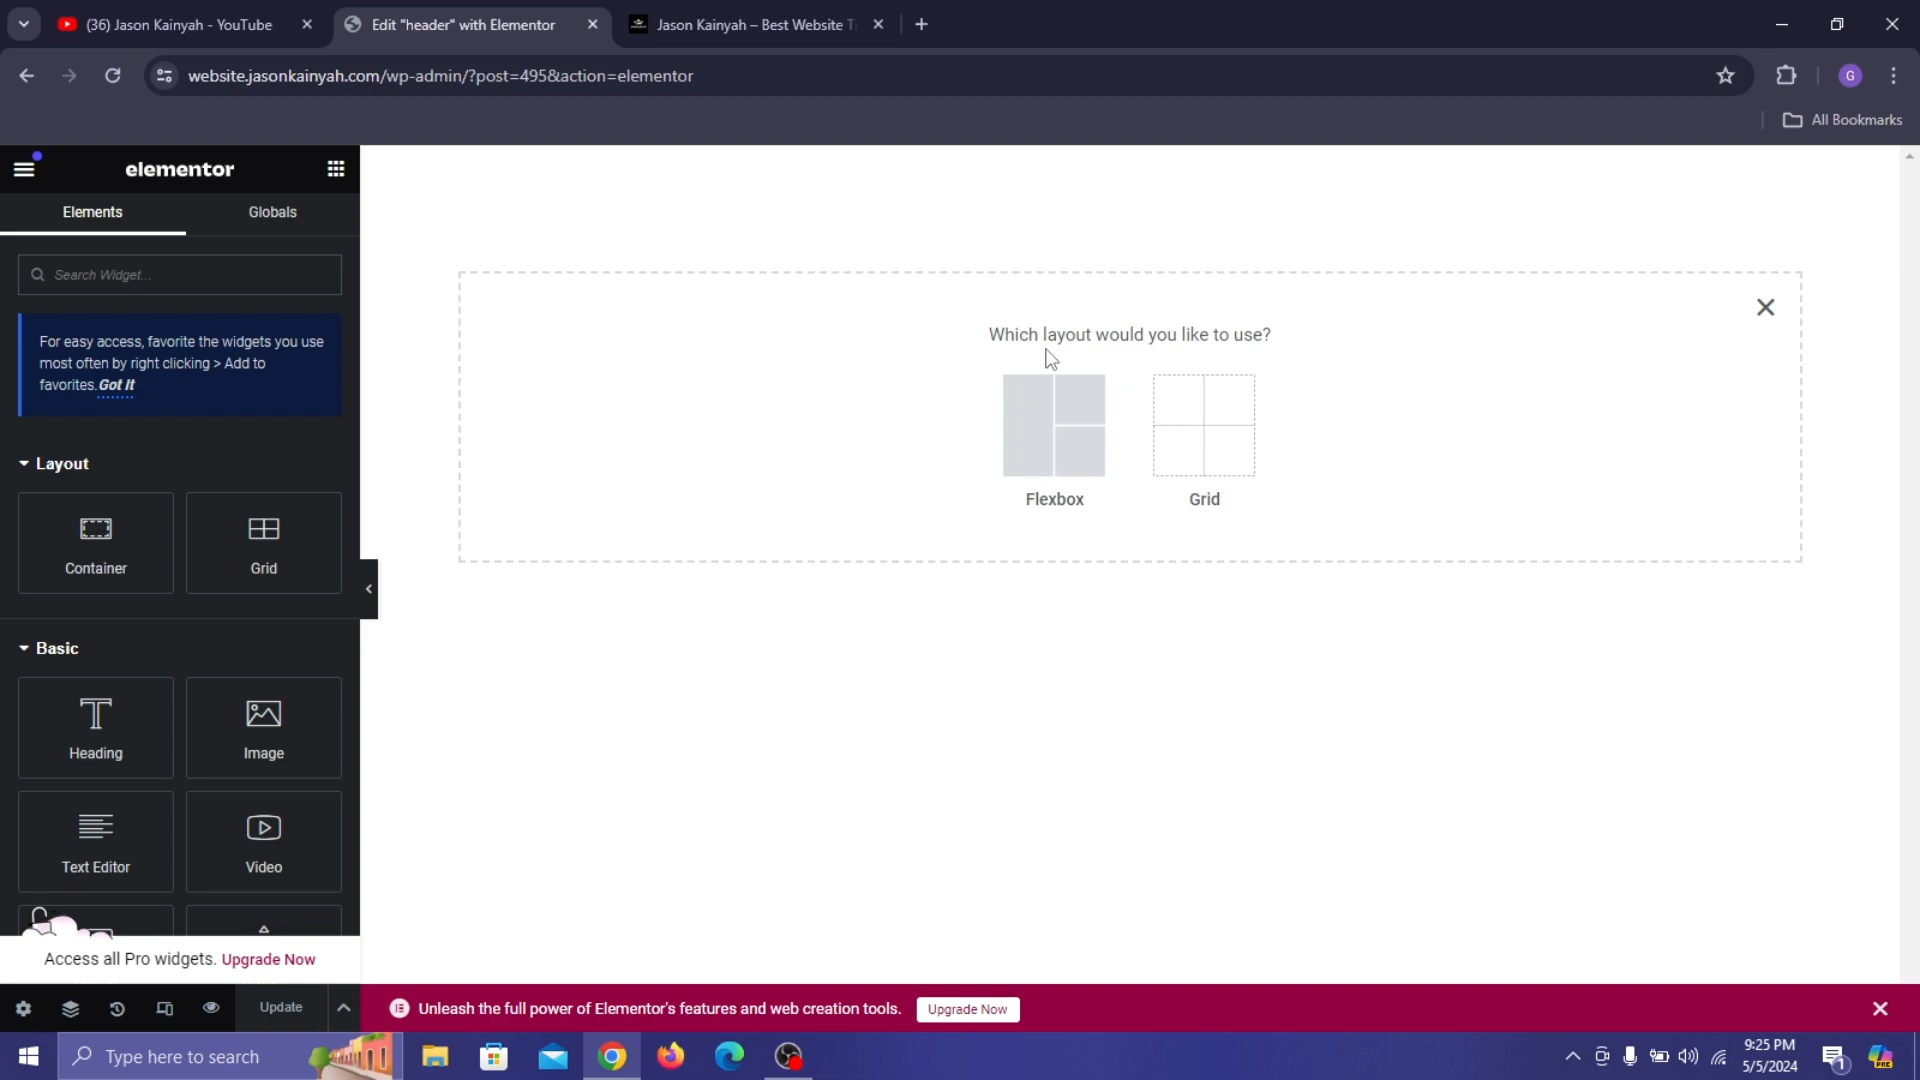 (36) Jason Kainyah - YouTube
Edit "header" with Elementor
Jason Kainyah – Best Website T
website.jasonkainyah.com/wp-admin/?post=495&action=elementor
G
All Bookmarks
elementor
Elements
Globals
Search Widget...
For easy access, favorite the widgets you use
most often by right clicking > Add to
favorites. Got It
Layout
Container
Grid
Basic
Heading
Image
Text Editor
Video
Access all Pro widgets. Upgrade Now
Update
Which layout would you like to use?
Flexbox
Grid
Unleash the full power of Elementor's features and web creation tools.
Upgrade Now
Type here to search
9:25 PM
5/5/2024
1
PRE